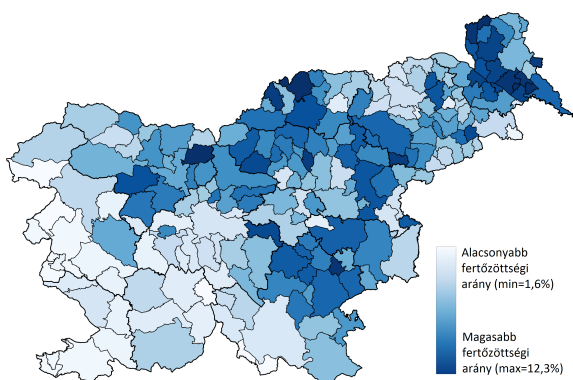 Alacsonyabb
fertőzöttségi
arány (min=1,6%)
Magasabb
fertőzöttségi
arány (max=12,3%)